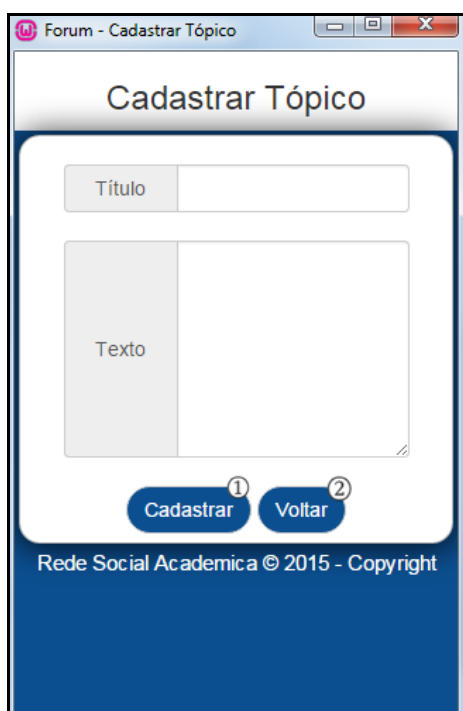 Forum - Cadastrar Tópico
Cadastrar Tópico
Título
Texto
① ②
Cadastrar Voltar
Rede Social Academica © 2015 - Copyright